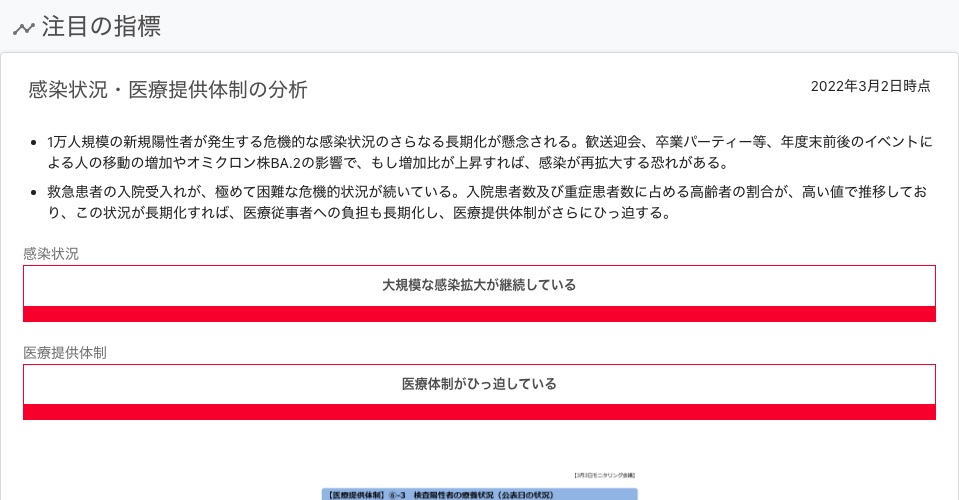 注目の指標
感染状況・医療提供体制の分析
2022年3月2日時点
1万人規模の新規陽性者が発生する危機的な感染状況のさらなる長期化が懸念される。歓送迎会、卒業パーティー等、年度末前後のイベントに
よる人の移動の増加やオミクロン株BA.2の影響で、もし増加比が上昇すれば、感染が再拡大する恐れがある。
救急患者の入院受入れが、極めて困難な危機的状況が続いている。入院患者数及び重症患者数に占める高齢者の割合が、高い値で推移してお
り、この状況が長期化すれば、医療従事者への負担も長期化し、医療提供体制がさらにひっ迫する。
感染状況
大規模な感染拡大が継続している
医療提供体制
医療体制がひっ迫している
【3月3日モニタリング会議】
【医療提供体制】⑥-3 検査陽性者の療養状況（公表日の状況）